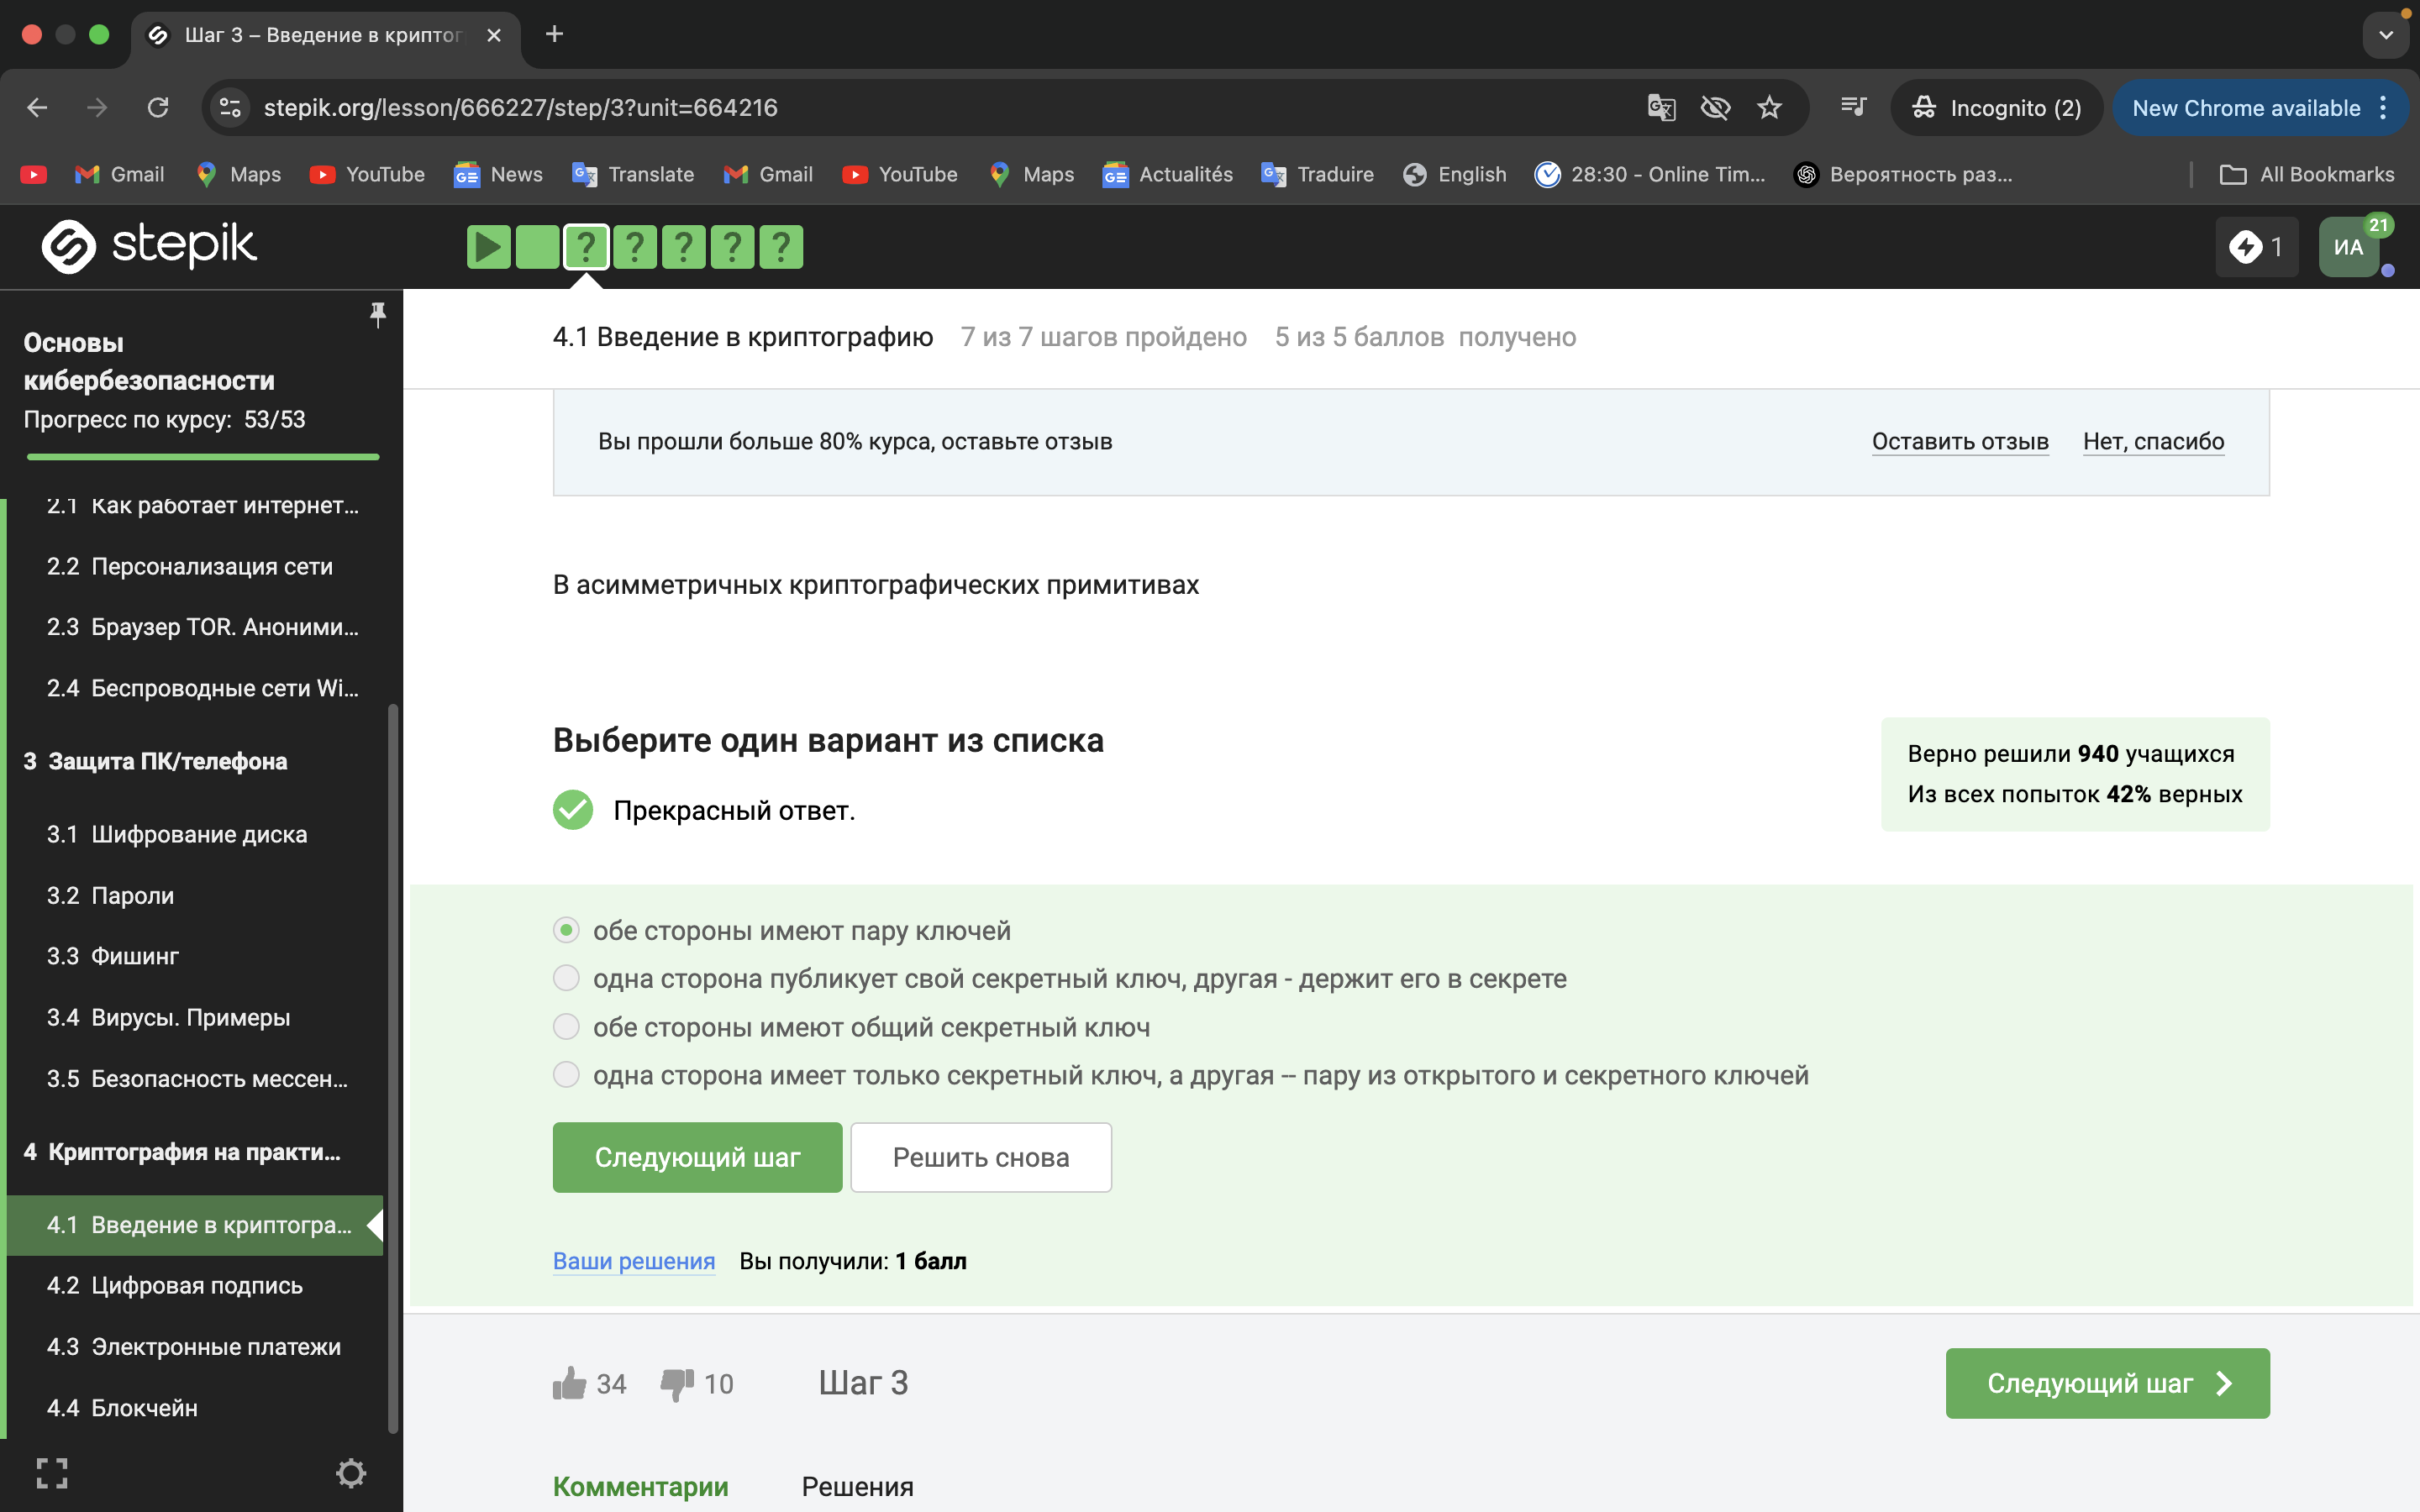 Шаг 3 – Введение в криптог
stepik.org/lesson/666227/step/3?unit=664216
Incognito (2)
New Chrome available
Gmail
Maps
YouTube
News
Translate
Gmail
YouTube
Maps
Actualités
Traduire
English
28:30 - Online Tim...
Вероятность раз...
All Bookmarks
stepik
? ? ? ? ?
1
ИА
21
Основы
кибербезопасности
Прогресс по курсу: 53/53
2.1 Как работает интернет...
2.2 Персонализация сети
2.3 Браузер TOR. Аноними...
2.4 Беспроводные сети Wi...
3 Защита ПК/телефона
3.1 Шифрование диска
3.2 Пароли
3.3 Фишинг
3.4 Вирусы. Примеры
3.5 Безопасность мессен...
4 Криптография на практи...
4.1 Введение в криптогра...
4.2 Цифровая подпись
4.3 Электронные платежи
4.4 Блокчейн
4.1 Введение в криптографию 7 из 7 шагов пройдено 5 из 5 баллов получено
Вы прошли больше 80% курса, оставьте отзыв
Оставить отзыв
Нет, спасибо
В асимметричных криптографических примитивах
Выберите один вариант из списка
Прекрасный ответ.
Верно решили 940 учащихся
Из всех попыток 42% верных
обе стороны имеют пару ключей
одна сторона публикует свой секретный ключ, другая - держит его в секрете
обе стороны имеют общий секретный ключ
одна сторона имеет только секретный ключ, а другая -- пару из открытого и секретного ключей
Следующий шаг
Решить снова
Ваши решения Вы получили: 1 балл
34
10
Шаг 3
Следующий шаг
Комментарии
Решения